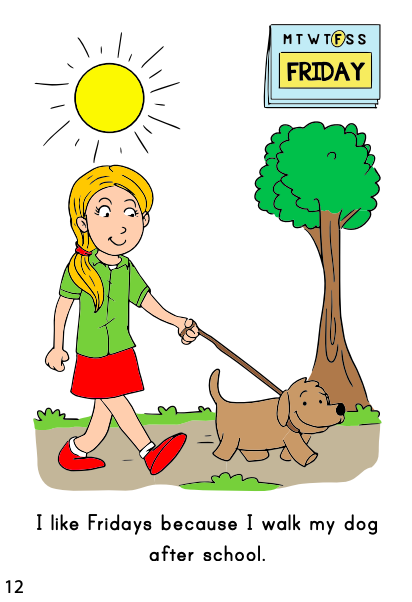 M T W T F S S
FRIDAY
I like Fridays because I walk my dog
after school.
12